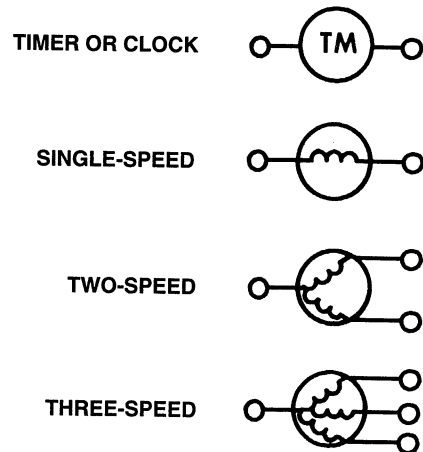 TIMER OR CLOCK
TM
SINGLE-SPEED
TWO-SPEED
THREE-SPEED